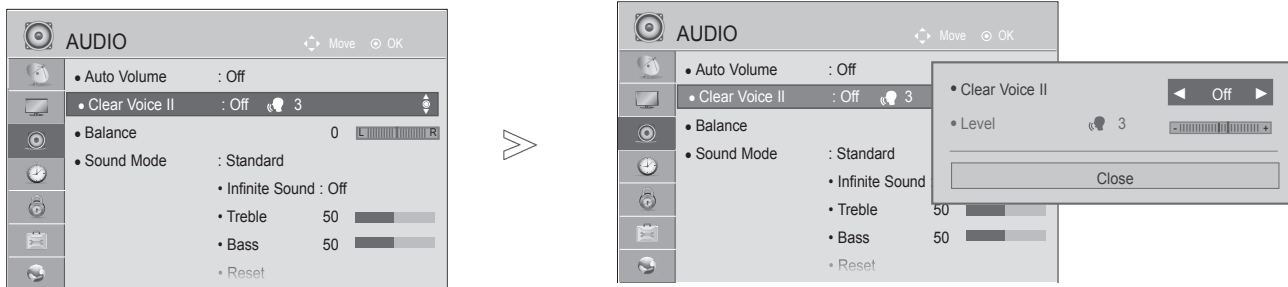 AUDIO
Move OK
• Auto Volume : Off
• Clear Voice II : Off 3
• Balance 0 L R
• Sound Mode : Standard
• Infinite Sound : Off
• Treble 50
• Bass 50
• Reset
AUDIO
Move OK
• Auto Volume : Off
• Clear Voice II : Off 3
• Balance
• Sound Mode : Standard
• Infinite Sound :
• Treble 50
• Bass 50
• Reset
• Clear Voice II ◀ Off ▶
• Level 3 - +
Close